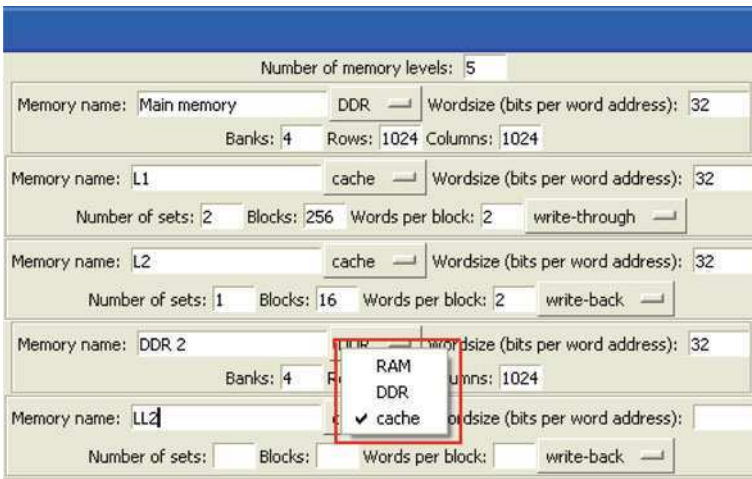 Number of memory levels: 5
Memory name: Main memory DDR Wordsize (bits per word address): 32
Banks: 4 Rows: 1024 Columns: 1024
Memory name: L1 cache Wordsize (bits per word address): 32
Number of sets: 2 Blocks: 256 Words per block: 2 write-through
Memory name: L2 cache Wordsize (bits per word address): 32
Number of sets: 1 Blocks: 16 Words per block: 2 write-back
Memory name: DDR 2 DDR Wordsize (bits per word address): 32
RAM
Banks: 4 1024
DDR
Memory name: LL2 (bits per word address):
cache
Number of sets: Blocks: Words per block: write-back